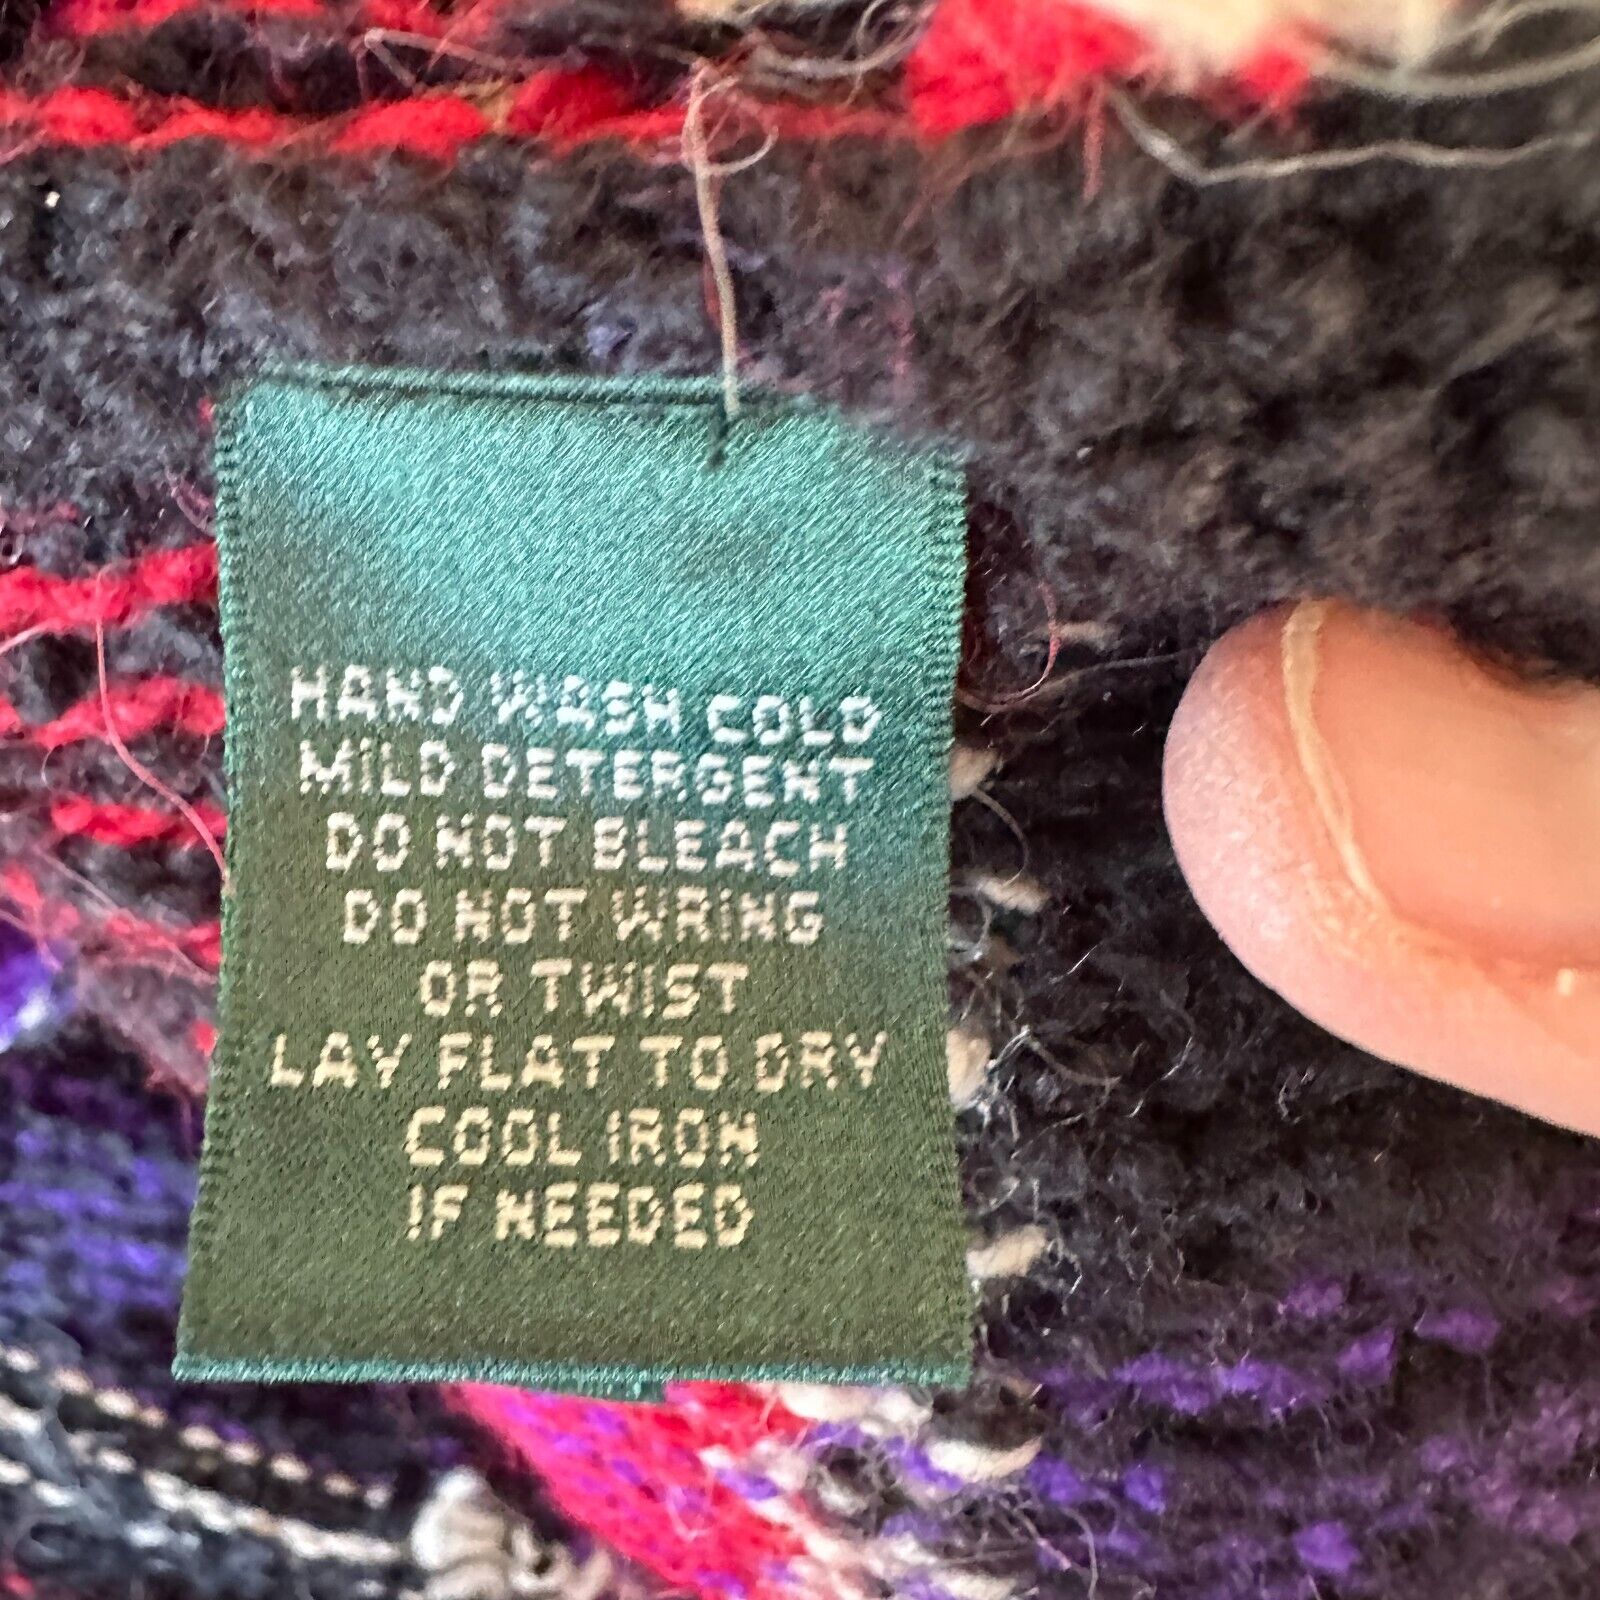 HAND WASH COLD
MILD DETERGENT
DO NOT BLEACH
DO NOT WRING
OR TWIST
LAY FLAT TO DRY
COOL IRON
IF NEEDED